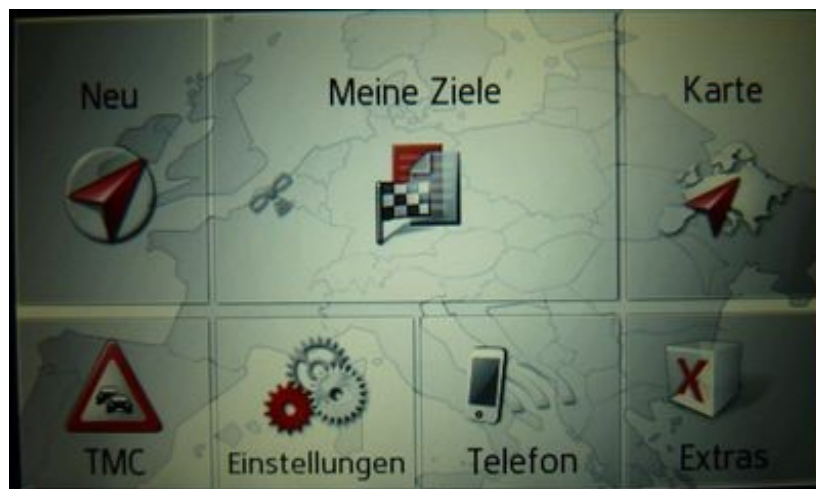 Neu
Meine Ziele
Karte
TMC
Einstellungen
Telefon
Extras
X